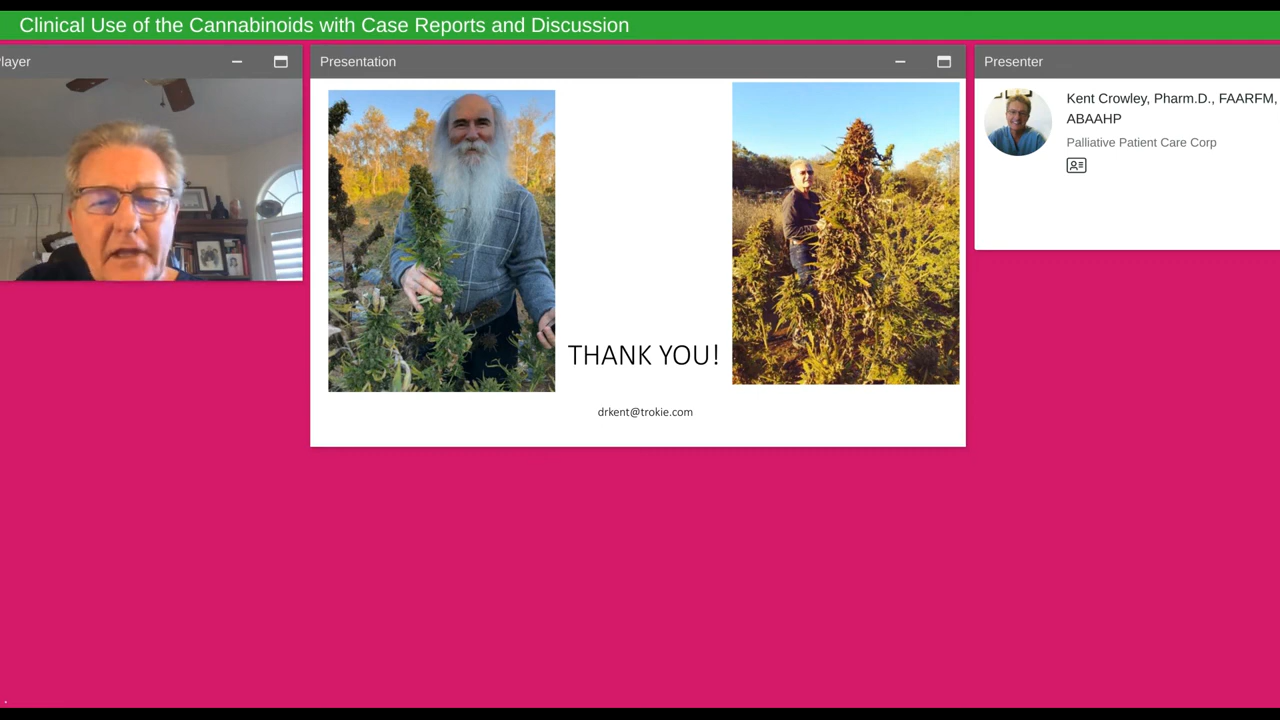 Clinical Use of the Cannabinoids with Case Reports and Discussion
layer
Presentation
THANK YOU!
drkent@trokie.com
Presenter
Kent Crowley, Pharm.D., FAARFM,
ABAAHP
Palliative Patient Care Corp